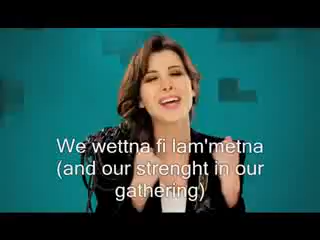 We wettna fi lam'metna
(and our strenght in our
gathering)